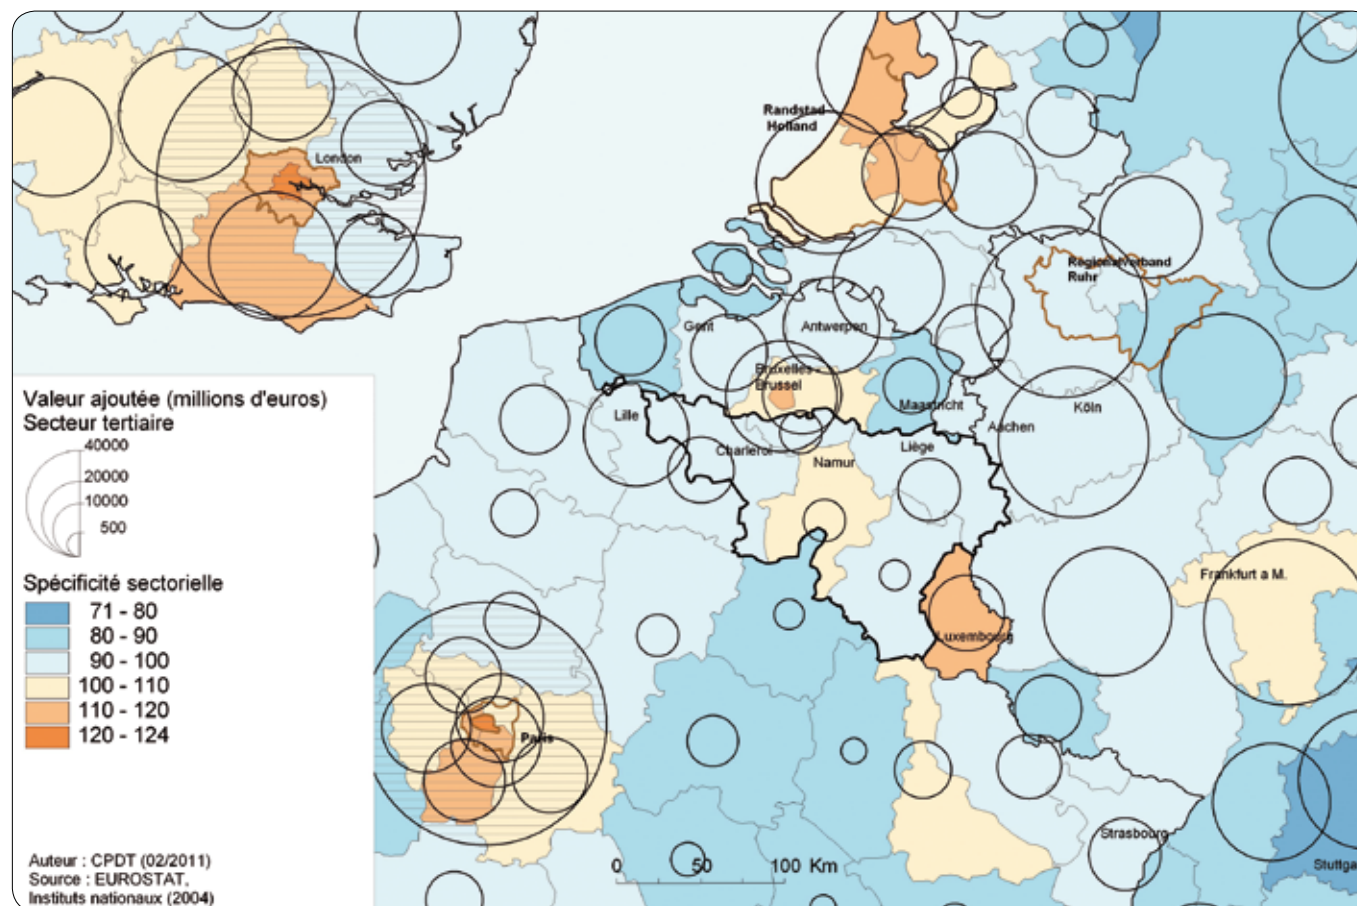 London
Randstad
Holland
Regionalverband
Ruhr
Gent
Antwerpen
Bruxelles -
Brussel
Maastricht
Köln
Aachen
Lille
Charleroi
Namur
Liège
Luxembourg
Frankfurt a M.
Paris
Strasbourg
Stuttga
Valeur ajoutée (millions d'euros)
Secteur tertiaire
40000
20000
10000
500
Spécificité sectorielle
71 - 80
80 - 90
90 - 100
100 - 110
110 - 120
120 - 124
Auteur : CPDT (02/2011)
Source : EUROSTAT,
Instituts nationaux (2004)
0 50 100 Km